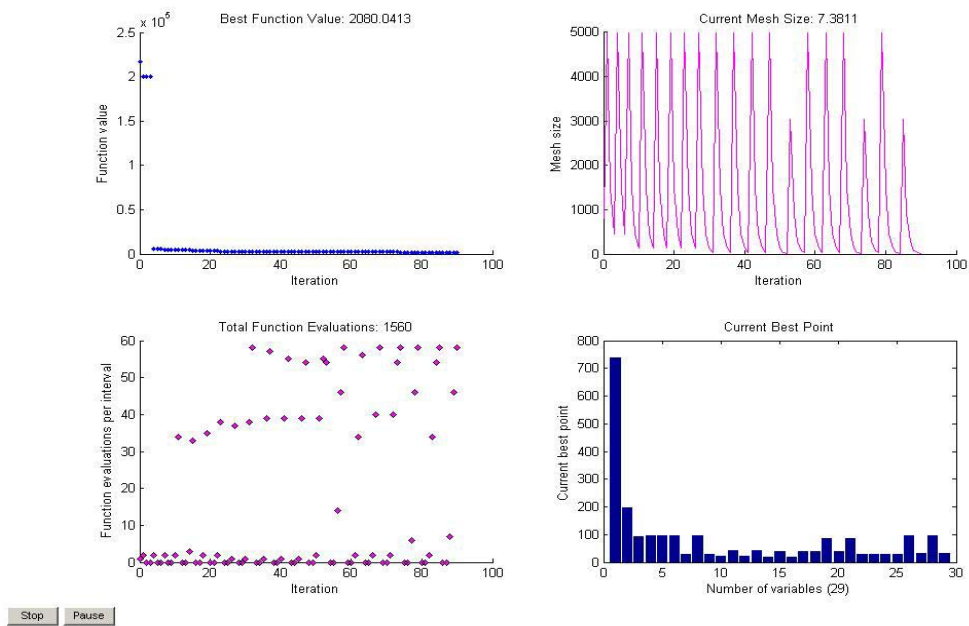 Best Function Value: 2080.0413
x 10^5
2.5
2
1.5
1
0.5
0
Function value
0 20 40 60 80 100
Iteration
Current Mesh Size: 7.3811
5000
4000
3000
2000
1000
0
Mesh size
0 20 40 60 80 100
Iteration
Total Function Evaluations: 1560
60
50
40
30
20
10
0
Function evaluations per interval
0 20 40 60 80 100
Iteration
Current Best Point
800
700
600
500
400
300
200
100
0
Current best point
0 5 10 15 20 25 30
Number of variables (29)
Stop Pause